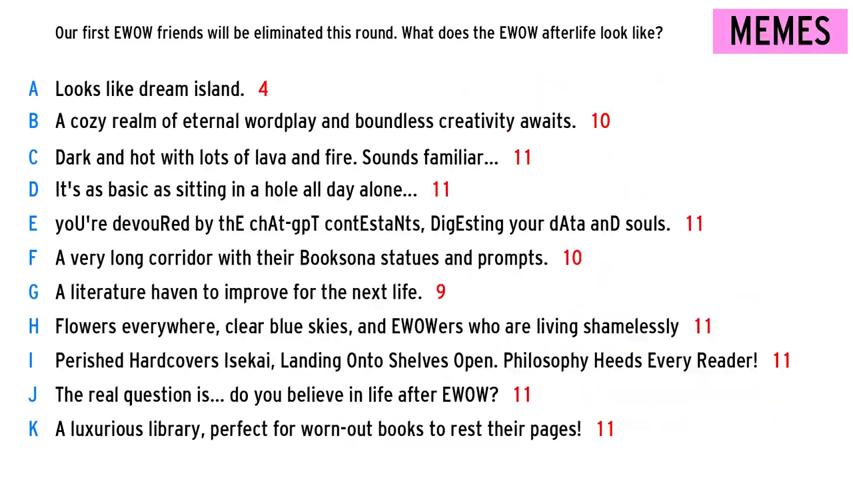 Our first EWOW friends will be eliminated this round. What does the EWOW afterlife look like?
MEMES
A Looks like dream island. 4
B A cozy realm of eternal wordplay and boundless creativity awaits. 10
C Dark and hot with lots of lava and fire. Sounds familiar... 11
D It's as basic as sitting in a hole all day alone... 11
E yoU're devouRed by thE chAt-gpT contEstaNts, DigEsting your dAta anD souls. 11
F A very long corridor with their Booksona statues and prompts. 10
G A literature haven to improve for the next life. 9
H Flowers everywhere, clear blue skies, and EWOWers who are living shamelessly 11
I Perished Hardcovers Isekai, Landing Onto Shelves Open. Philosophy Heeds Every Reader! 11
J The real question is... do you believe in life after EWOW? 11
K A luxurious library, perfect for worn-out books to rest their pages! 11